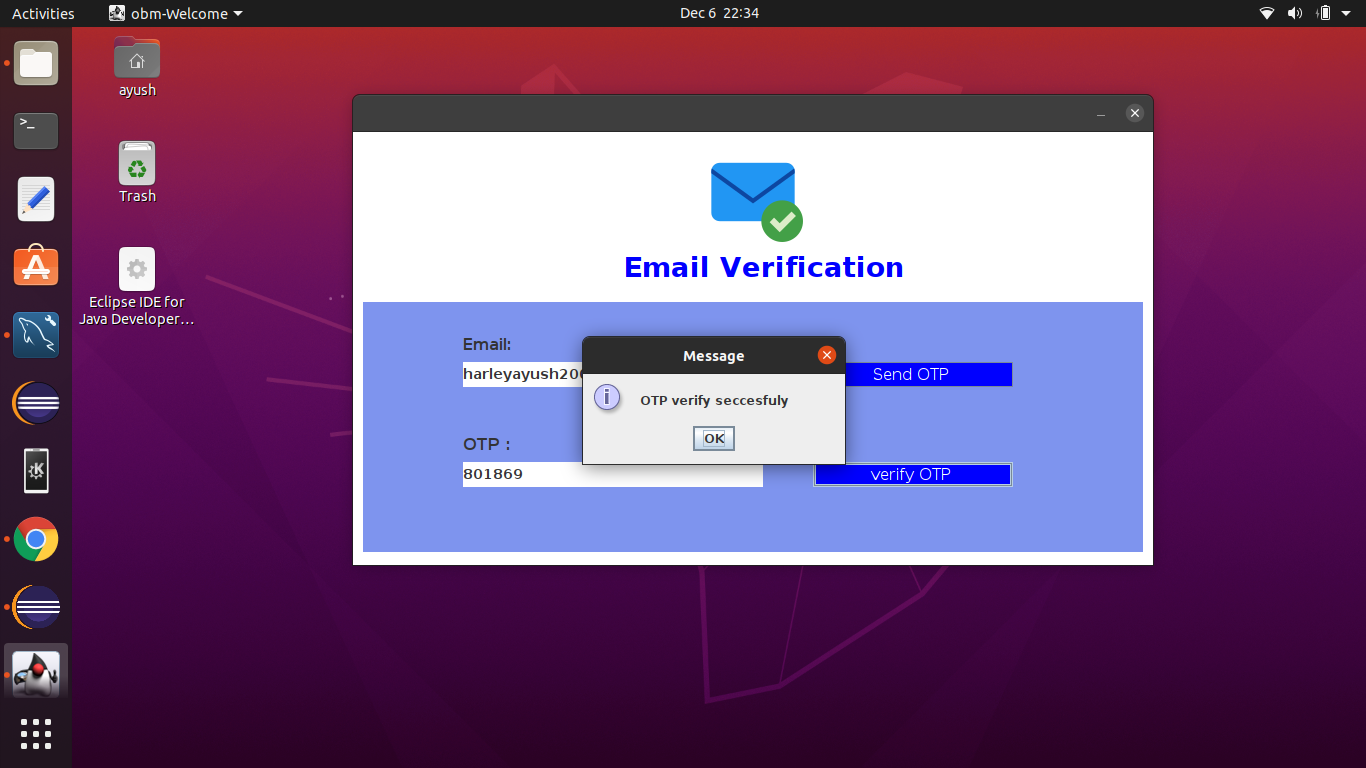 Activities
obm-Welcome
Dec 6 22:34
ayush
Trash
Eclipse IDE for
Java Developer…
Email Verification
Email:
harleyayush200
Send OTP
Message
OTP verify seccesfuly
OK
OTP :
801869
verify OTP